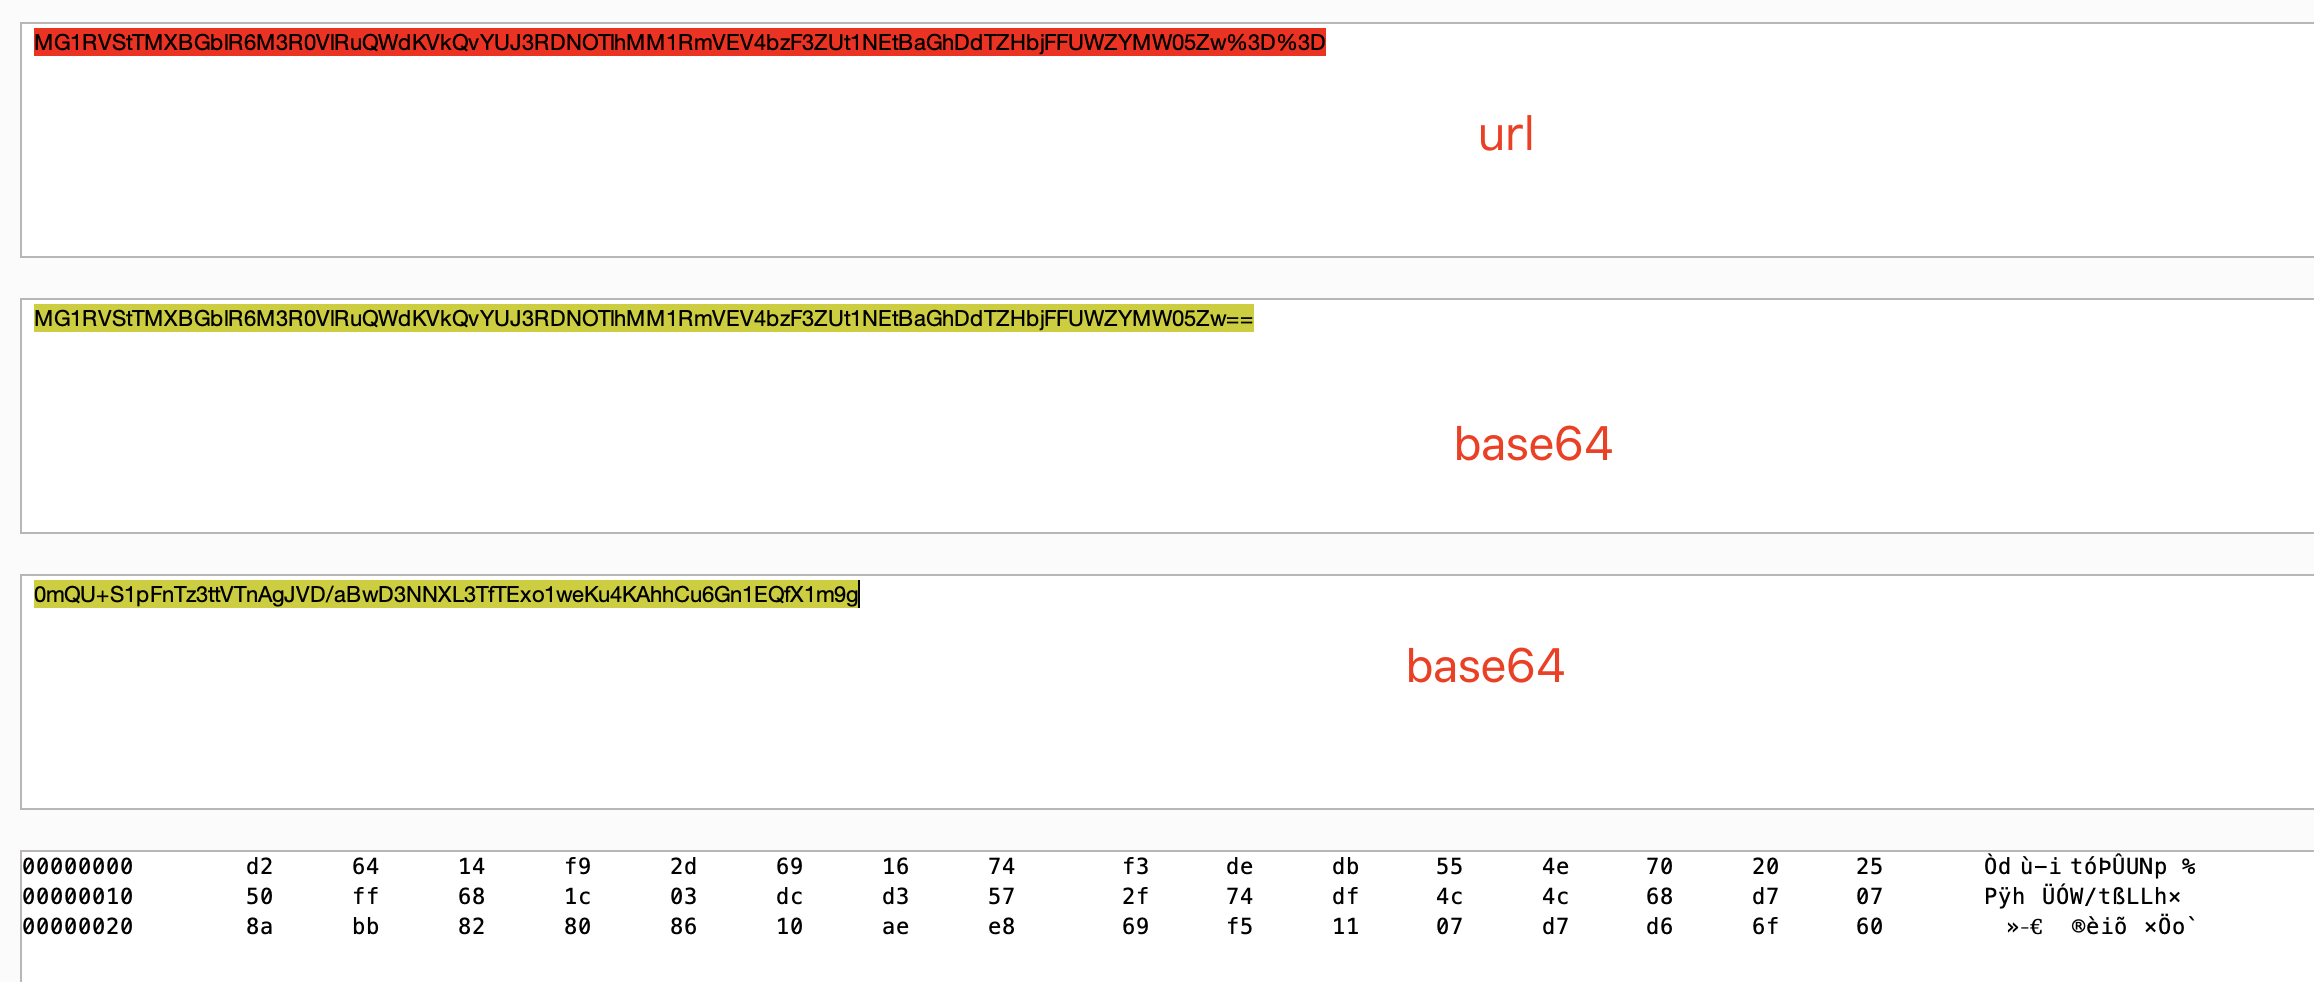 MG1RVStTMXBGblR6M3R0VlRuQWdKVkQvYUJ3RDNOTlhMM1RmVEV4bzF3ZUt1NEtBaGhDdTZHbjFFUWZYMW05Zw%3D%3D
url
MG1RVStTMXBGblR6M3R0VlRuQWdKVkQvYUJ3RDNOTlhMM1RmVEV4bzF3ZUt1NEtBaGhDdTZHbjFFUWZYMW05Zw==
base64
0mQU+S1pFnTz3ttVTnAgJVD/aBwD3NNXL3TfTExo1weKu4KAhhCu6Gn1EQfX1m9g
base64
00000000 d2 64 14 f9 2d 69 16 74 f3 de db 55 4e 70 20 25 Òd ù-i tóÞÛUNp %
00000010 50 ff 68 1c 03 dc d3 57 2f 74 df 4c 4c 68 d7 07 Pÿh ÜÓW/tßLLh×
00000020 8a bb 82 80 86 10 ae e8 69 f5 11 07 d7 d6 6f 60 »-€ ®èiõ ×Öo`